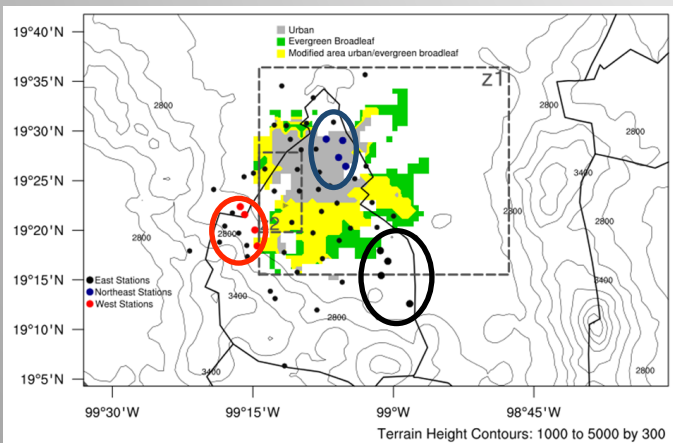 Urban
Evergreen Broadleaf
Modified area urban/evergreen broadleaf
z1
2
East Stations
Northeast Stations
West Stations
19°40' N
19°35' N
19°30' N
19°25' N
19°20' N
19°15' N
19°10' N
19°5' N
2800
2800
2800
2800
3400
2800
2800
3400
3400
3400
2800
3400
2800
99°30' W
99°15' W
99°W
98°45' W
Terrain Height Contours: 1000 to 5000 by 300